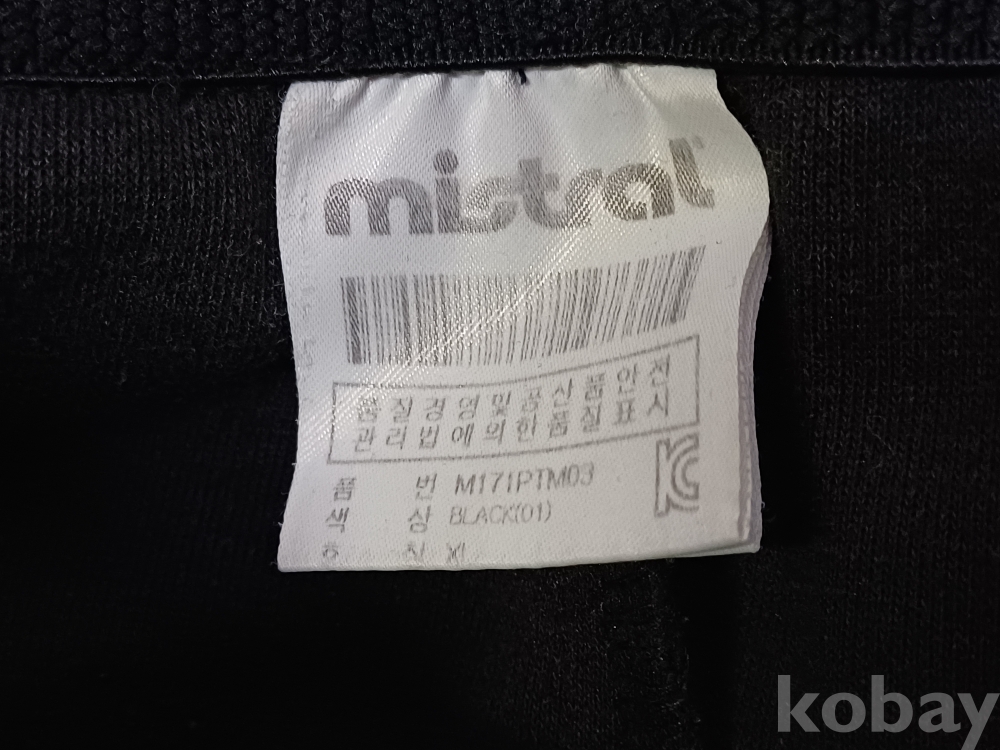 mistral
품질경영및공산품안전
관리법에의한품질표시
품 번 M171PTM03
색 상 BLACK(01)
XL
kobay